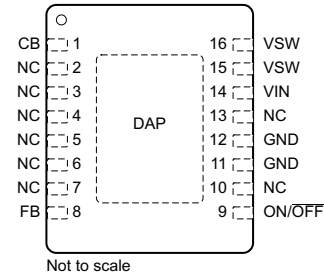 CB 1
NC 2
NC 3
NC 4
NC 5
NC 6
NC 7
FB 8
DAP
16 VSW
15 VSW
14 VIN
13 NC
12 GND
11 GND
10 NC
9 ON/OFF
Not to scale